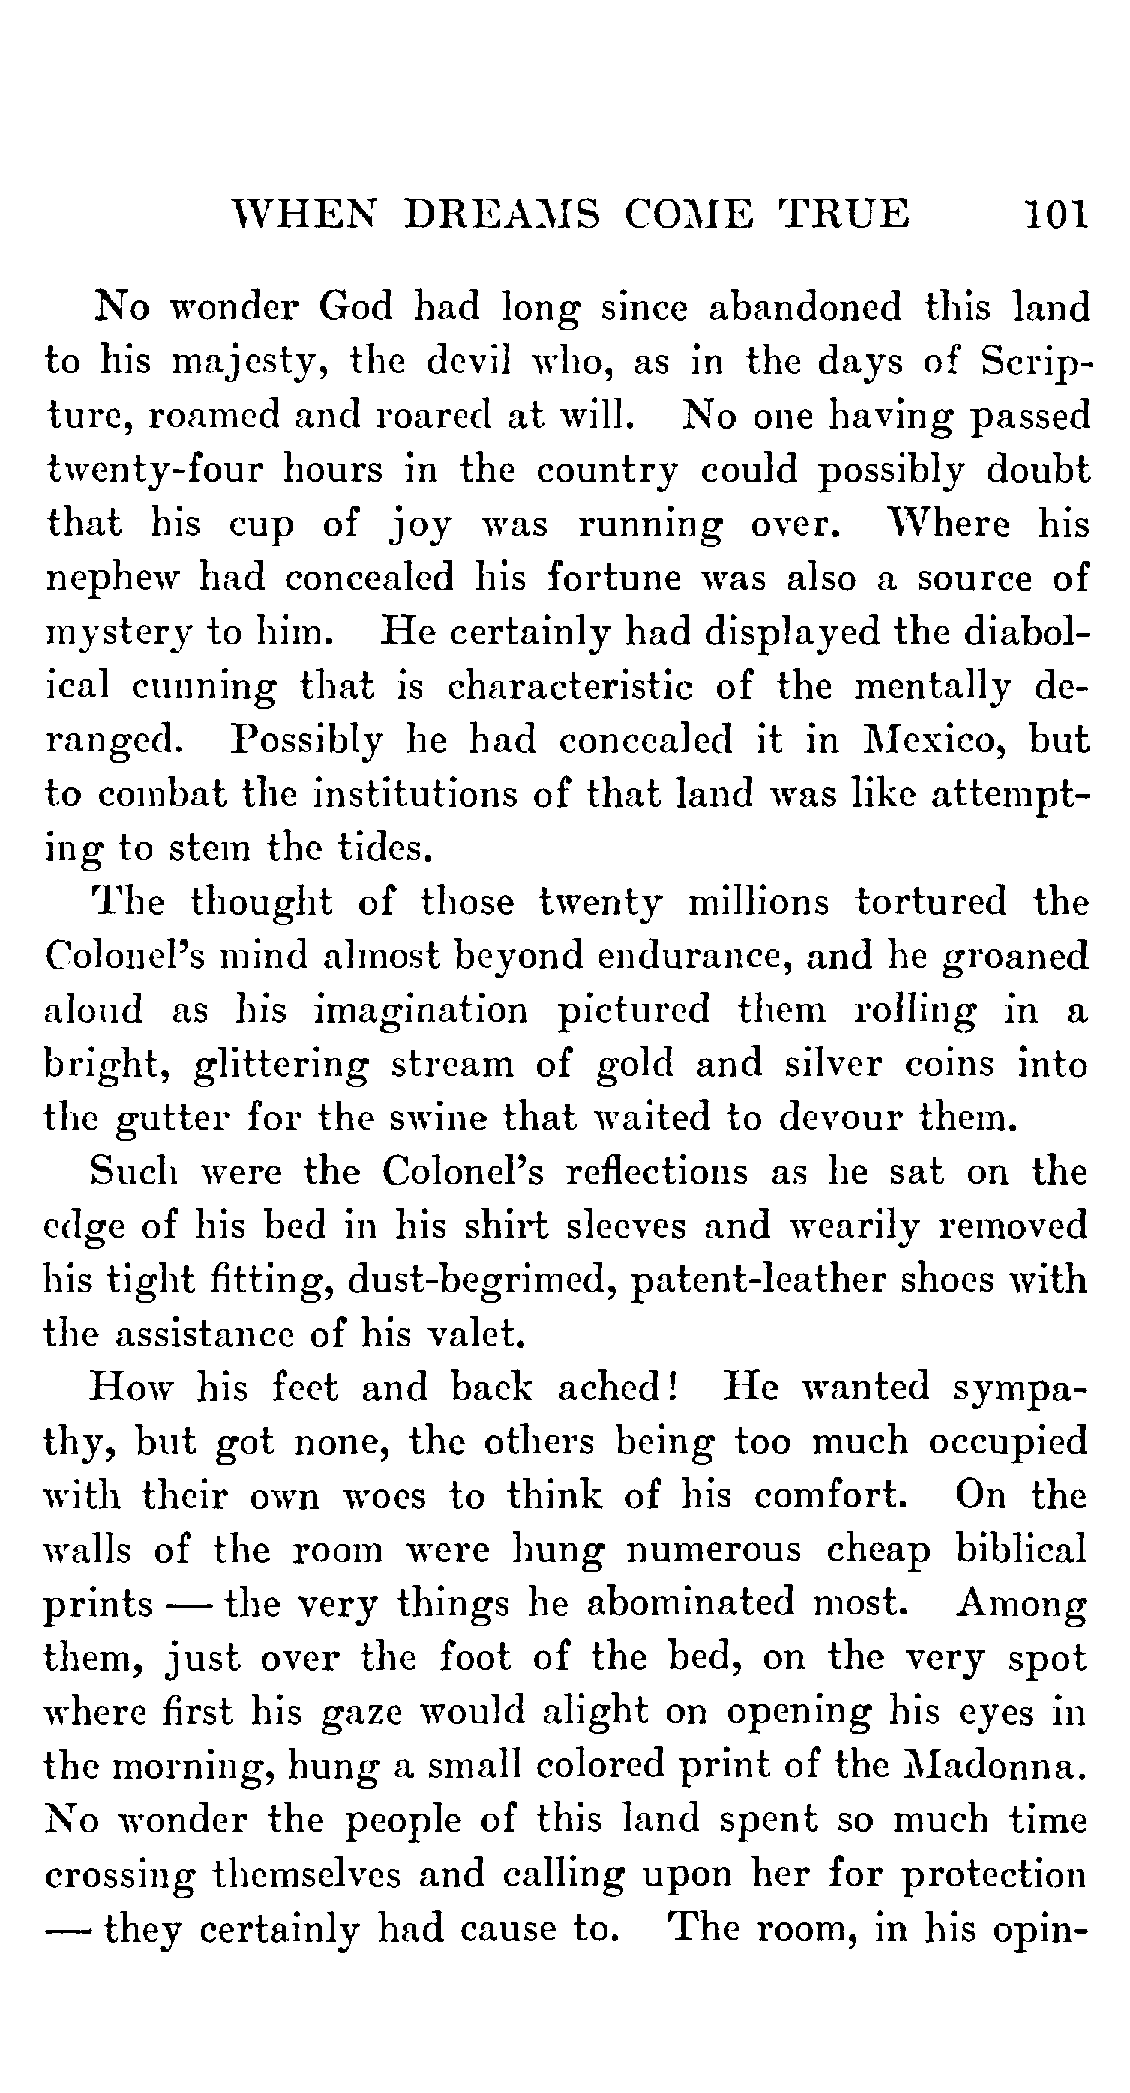 WHEN DREAMS COME TRUE 101
No wonder God had long since abandoned this land
to his majesty, the devil who, as in the days of Scrip-
ture, roamed and roared at will. No one having passed
twenty-four hours in the country could possibly doubt
that his cup of joy was running over. Where his
nephew had concealed his fortune was also a source of
mystery to him. He certainly had displayed the diabol-
ical cunning that is characteristic of the mentally de-
ranged. Possibly he had concealed it in Mexico, but
to combat the institutions of that land was like attempt-
ing to stem the tides.
The thought of those twenty millions tortured the
Colonel's mind almost beyond endurance, and he groaned
aloud as his imagination pictured them rolling in a
bright, glittering stream of gold and silver coins into
the gutter for the swine that waited to devour them.
Such were the Colonel's reflections as he sat on the
edge of his bed in his shirt sleeves and wearily removed
his tight fitting, dust-begrimed, patent-leather shoes with
the assistance of his valet.
How his feet and back ached! He wanted sympa-
thy, but got none, the others being too much occupied
with their own woes to think of his comfort. On the
walls of the room were hung numerous cheap biblical
prints — the very things he abominated most. Among
them, just over the foot of the bed, on the very spot
where first his gaze would alight on opening his eyes in
the morning, hung a small colored print of the Madonna.
No wonder the people of this land spent so much time
crossing themselves and calling upon her for protection
— they certainly had cause to. The room, in his opin-